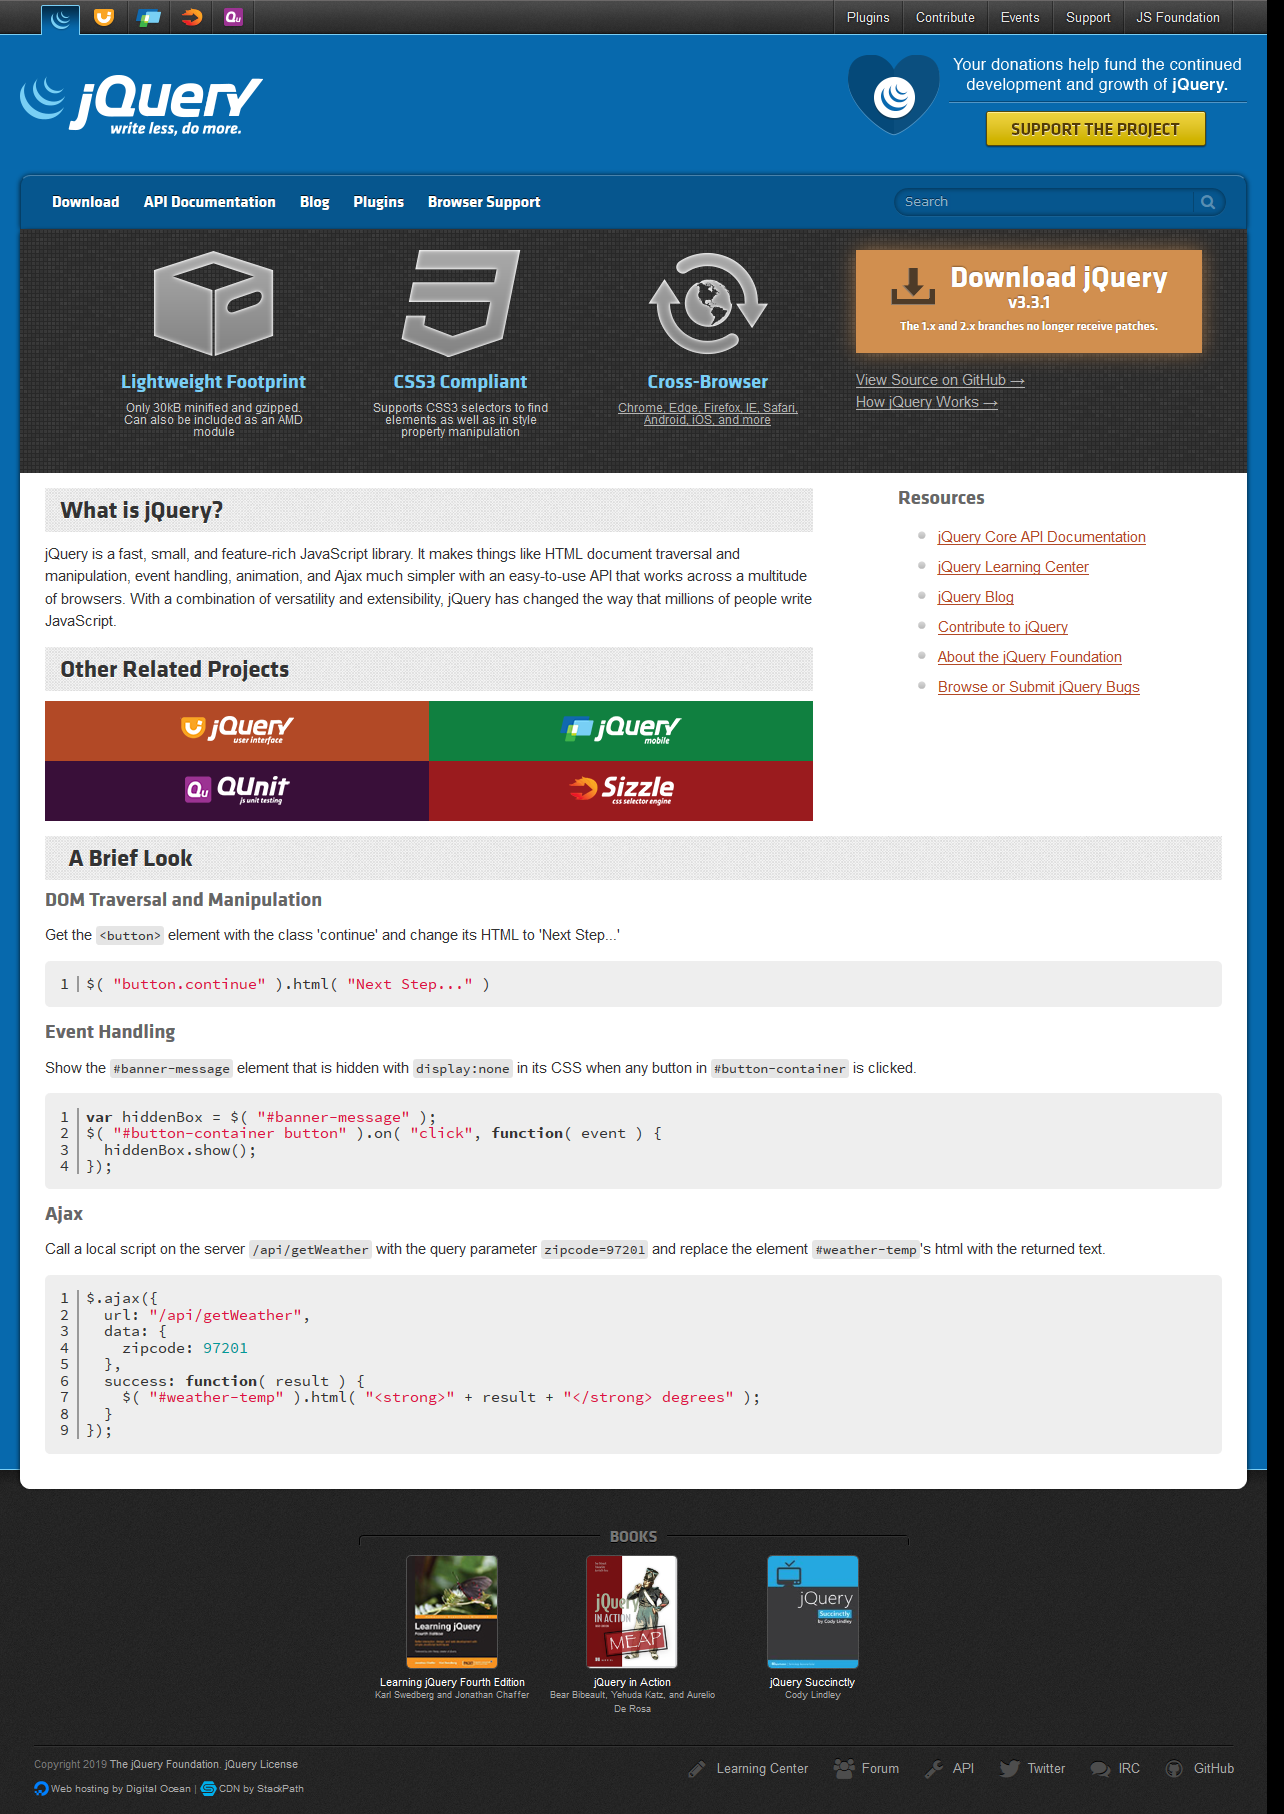 Plugins Contribute Events Support JS Foundation
jQuery
write less, do more.
Your donations help fund the continued
development and growth of jQuery.
SUPPORT THE PROJECT
Download API Documentation Blog Plugins Browser Support
Search
Lightweight Footprint
Only 30kB minified and gzipped.
Can also be included as an AMD
module
CSS3 Compliant
Supports CSS3 selectors to find
elements as well as in style
property manipulation
Cross-Browser
Chrome, Edge, Firefox, IE, Safari,
Android, iOS, and more
Download jQuery
v3.3.1
The 1.x and 2.x branches no longer receive patches.
View Source on GitHub →
How jQuery Works →
What is jQuery?
jQuery is a fast, small, and feature-rich JavaScript library. It makes things like HTML document traversal and
manipulation, event handling, animation, and Ajax much simpler with an easy-to-use API that works across a multitude
of browsers. With a combination of versatility and extensibility, jQuery has changed the way that millions of people write
JavaScript.
Resources
jQuery Core API Documentation
jQuery Learning Center
jQuery Blog
Contribute to jQuery
About the jQuery Foundation
Browse or Submit jQuery Bugs
Other Related Projects
jQuery
user interface
jQuery
mobile
Qu QUnit
js unit testing
Sizzle
css selector engine
A Brief Look
DOM Traversal and Manipulation
Get the <button> element with the class 'continue' and change its HTML to 'Next Step...'
1 $( "button.continue" ).html( "Next Step..." )
Event Handling
Show the #banner-message element that is hidden with display:none in its CSS when any button in #button-container is clicked.
1 var hiddenBox = $( "#banner-message" );
2 $( "#button-container button" ).on( "click", function( event ) {
3   hiddenBox.show();
4 });
Ajax
Call a local script on the server /api/getWeather with the query parameter zipcode=97201 and replace the element #weather-temp's html with the returned text.
1 $.ajax({
2   url: "/api/getWeather",
3   data: {
4     zipcode: 97201
5   },
6   success: function( result ) {
7     $( "#weather-temp" ).html( "<strong>" + result + "</strong> degrees" );
8   }
9 });
BOOKS
Learning jQuery
Fourth Edition
jQuery
IN ACTION
MEAP
jQuery
Succinctly
by Cody Lindley
Learning jQuery Fourth Edition
Karl Swedberg and Jonathan Chaffer
jQuery in Action
Bear Bibeault, Yehuda Katz, and Aurelio
De Rosa
jQuery Succinctly
Cody Lindley
Copyright 2019 The jQuery Foundation. jQuery License
Web hosting by Digital Ocean | CDN by StackPath
Learning Center Forum API Twitter IRC GitHub